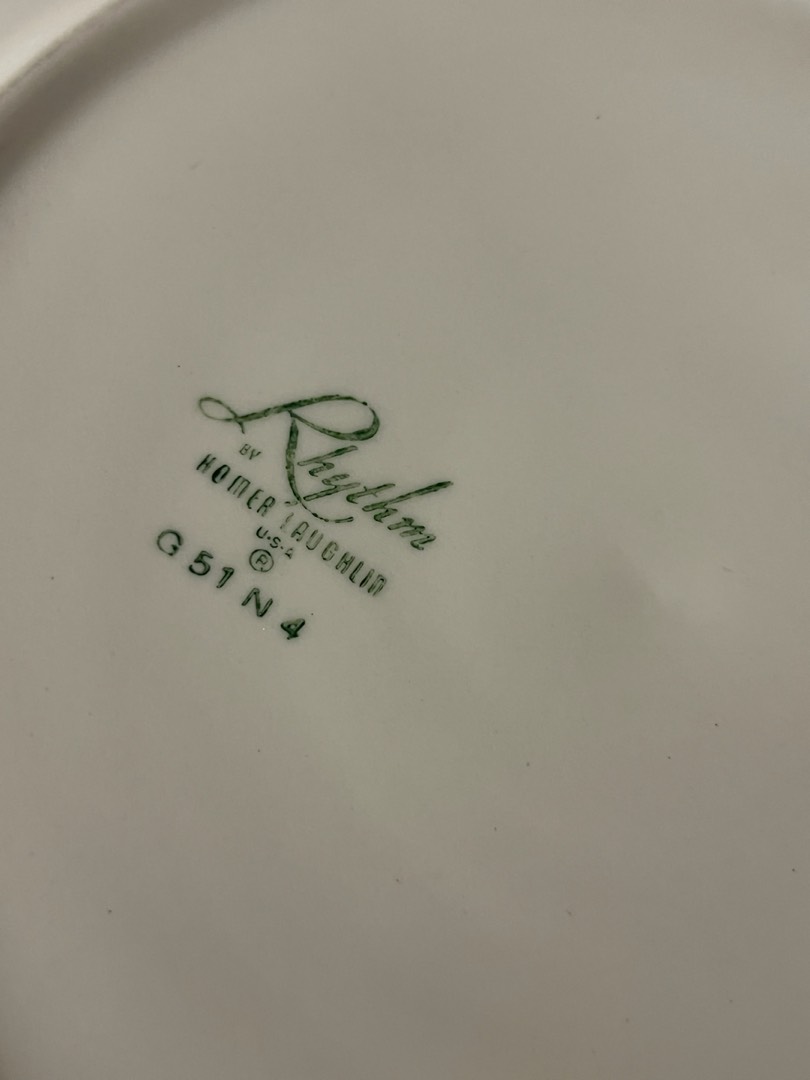 Rhythm
BY
HOMER LAUGHLIN
U.S.A
®
G 51 N 4